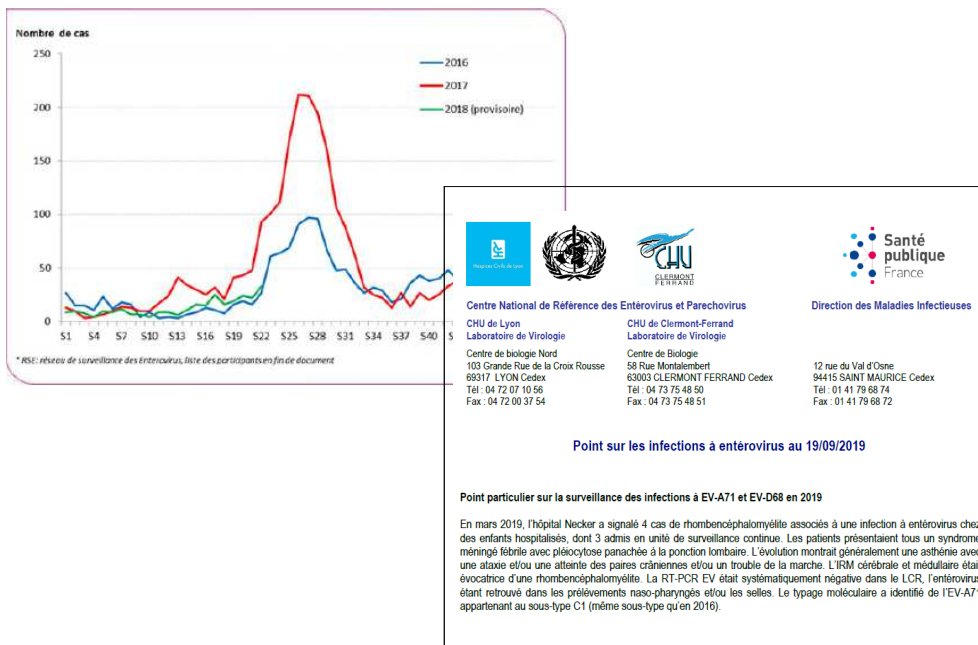 Nombre de cas
250
200
150
100
50
0
2016
2017
2018 (provisoire)
S1 S4 S7 S10 S13 S16 S19 S22 S25 S28 S31 S34 S37 S40
* RSE: réseau de surveillance des Enterovirus, liste des participants en fin de document
HCL
Hospices Civils de Lyon
CHU
CLERMONT
FERRAND
Santé
publique
France
Centre National de Référence des Entérovirus et Parechovirus
Direction des Maladies Infectieuses
CHU de Lyon
Laboratoire de Virologie
Centre de biologie Nord
103 Grande Rue de la Croix Rousse
69317 LYON Cedex
Tél : 04 72 07 10 56
Fax : 04 72 00 37 54
CHU de Clermont-Ferrand
Laboratoire de Virologie
Centre de Biologie
58 Rue Montalembert
63003 CLERMONT FERRAND Cedex
Tél : 04 73 75 48 50
Fax : 04 73 75 48 51
12 rue du Val d'Osne
94415 SAINT MAURICE Cedex
Tél : 01 41 79 68 74
Fax : 01 41 79 68 72
Point sur les infections à entérovirus au 19/09/2019
Point particulier sur la surveillance des infections à EV-A71 et EV-D68 en 2019
En mars 2019, l'hôpital Necker a signalé 4 cas de rhombencéphalomyélite associés à une infection à entérovirus chez
des enfants hospitalisés, dont 3 admis en unité de surveillance continue. Les patients présentaient tous un syndrome
méningé fébrile avec pléiocytose panachée à la ponction lombaire. L'évolution montrait généralement une asthénie avec
une ataxie et/ou une atteinte des paires crâniennes et/ou un trouble de la marche. L'IRM cérébrale et médullaire étai
évocatrice d'une rhombencéphalomyélite. La RT-PCR EV était systématiquement négative dans le LCR, l'entérovirus
étant retrouvé dans les prélèvements naso-pharyngés et/ou les selles. Le typage moléculaire a identifié de l'EV-A71
appartenant au sous-type C1 (même sous-type qu'en 2016).